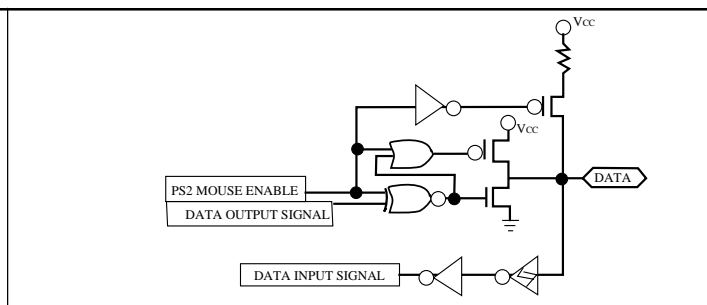 Vcc
Vcc
PS2 MOUSE ENABLE
DATA
DATA OUTPUT SIGNAL
DATA INPUT SIGNAL